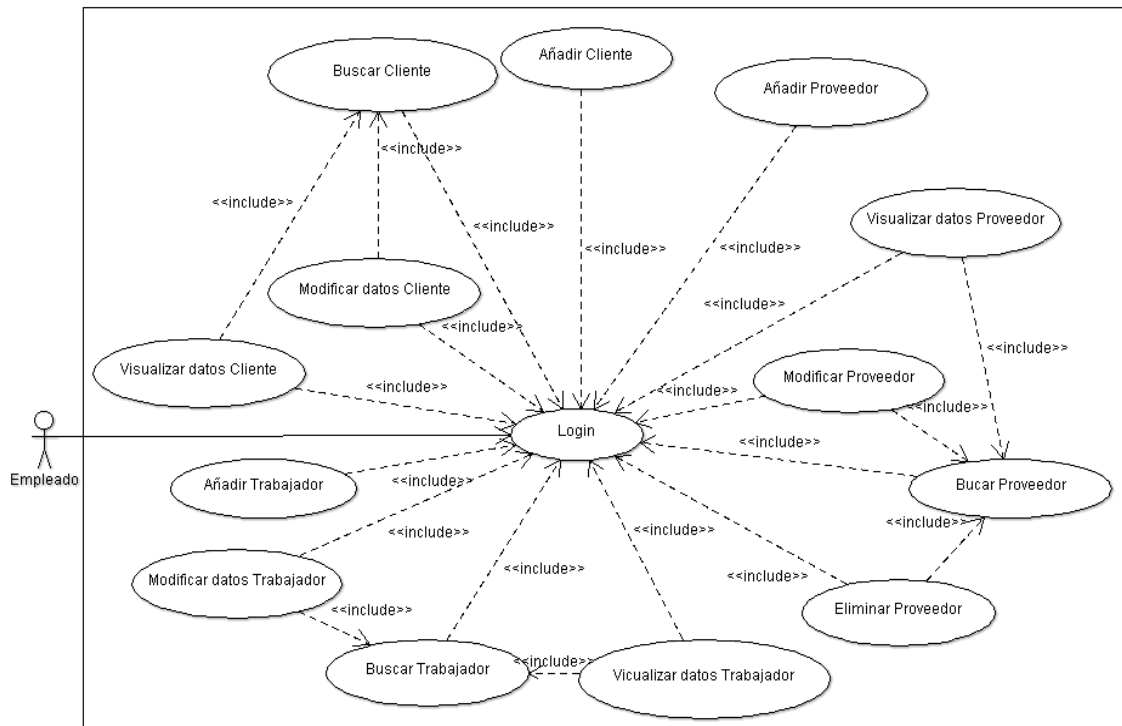 Añadir Cliente
Buscar Cliente
Añadir Proveedor
<<include>>
<<include>>
Visualizar datos Proveedor
<<include>>
<<include>>
<<include>>
Modificar datos Cliente
<<include>>
<<include>>
<<include>>
Visualizar datos Cliente
<<include>>
Modificar Proveedor
<<include>>
<<include>>
Login
<<include>>
Empleado
Añadir Trabajador
<<include>>
Bucar Proveedor
<<include>>
<<include>>
Modificar datos Trabajador
<<include>>
<<include>>
<<include>>
<<include>>
Eliminar Proveedor
Buscar Trabajador
<<include>>
Vicualizar datos Trabajador